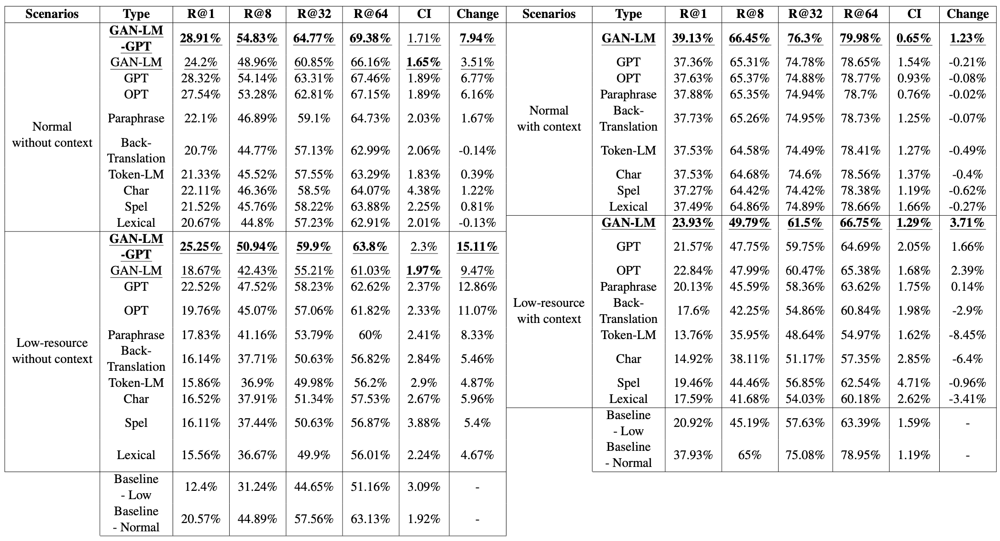 Scenarios Type R@1 R@8 R@32 R@64 CI Change
Normal
without context
GAN-LM
-GPT 28.91% 54.83% 64.77% 69.38% 1.71% 7.94%
GAN-LM 24.2% 48.96% 60.85% 66.16% 1.65% 3.51%
GPT 28.32% 54.14% 63.31% 67.46% 1.89% 6.77%
OPT 27.54% 53.28% 62.81% 67.15% 1.89% 6.16%
Paraphrase 22.1% 46.89% 59.1% 64.73% 2.03% 1.67%
Back-
Translation 20.7% 44.77% 57.13% 62.99% 2.06% -0.14%
Token-LM 21.33% 45.52% 57.55% 63.29% 1.83% 0.39%
Char 22.11% 46.36% 58.5% 64.07% 4.38% 1.22%
Spel 21.52% 45.76% 58.22% 63.88% 2.25% 0.81%
Lexical 20.67% 44.8% 57.23% 62.91% 2.01% -0.13%
Low-resource
without context
GAN-LM
-GPT 25.25% 50.94% 59.9% 63.8% 2.3% 15.11%
GAN-LM 18.67% 42.43% 55.21% 61.03% 1.97% 9.47%
GPT 22.52% 47.52% 58.23% 62.62% 2.37% 12.86%
OPT 19.76% 45.07% 57.06% 61.82% 2.33% 11.07%
Paraphrase 17.83% 41.16% 53.79% 60% 2.41% 8.33%
Back-
Translation 16.14% 37.71% 50.63% 56.82% 2.84% 5.46%
Token-LM 15.86% 36.9% 49.98% 56.2% 2.9% 4.87%
Char 16.52% 37.91% 51.34% 57.53% 2.67% 5.96%
Spel 16.11% 37.44% 50.63% 56.87% 3.88% 5.4%
Lexical 15.56% 36.67% 49.9% 56.01% 2.24% 4.67%
Baseline
- Low 12.4% 31.24% 44.65% 51.16% 3.09% -
Baseline
- Normal 20.57% 44.89% 57.56% 63.13% 1.92% -
Scenarios Type R@1 R@8 R@32 R@64 CI Change
Normal
with context
GAN-LM 39.13% 66.45% 76.3% 79.98% 0.65% 1.23%
GPT 37.36% 65.31% 74.78% 78.65% 1.54% -0.21%
OPT 37.63% 65.37% 74.88% 78.77% 0.93% -0.08%
Paraphrase 37.88% 65.35% 74.94% 78.7% 0.76% -0.02%
Back-
Translation 37.73% 65.26% 74.95% 78.73% 1.25% -0.07%
Token-LM 37.53% 64.58% 74.49% 78.41% 1.27% -0.49%
Char 37.53% 64.68% 74.6% 78.56% 1.37% -0.4%
Spel 37.27% 64.42% 74.42% 78.38% 1.19% -0.62%
Lexical 37.49% 64.86% 74.89% 78.66% 1.66% -0.27%
Low-resource
with context
GAN-LM 23.93% 49.79% 61.5% 66.75% 1.29% 3.71%
GPT 21.57% 47.75% 59.75% 64.69% 2.05% 1.66%
OPT 22.84% 47.99% 60.47% 65.38% 1.68% 2.39%
Paraphrase 20.13% 45.59% 58.36% 63.62% 1.75% 0.14%
Back-
Translation 17.6% 42.25% 54.86% 60.84% 1.98% -2.9%
Token-LM 13.76% 35.95% 48.64% 54.97% 1.62% -8.45%
Char 14.92% 38.11% 51.17% 57.35% 2.85% -6.4%
Spel 19.46% 44.46% 56.85% 62.54% 4.71% -0.96%
Lexical 17.59% 41.68% 54.03% 60.18% 2.62% -3.41%
Baseline
- Low 20.92% 45.19% 57.63% 63.39% 1.59% -
Baseline
- Normal 37.93% 65% 75.08% 78.95% 1.19% -